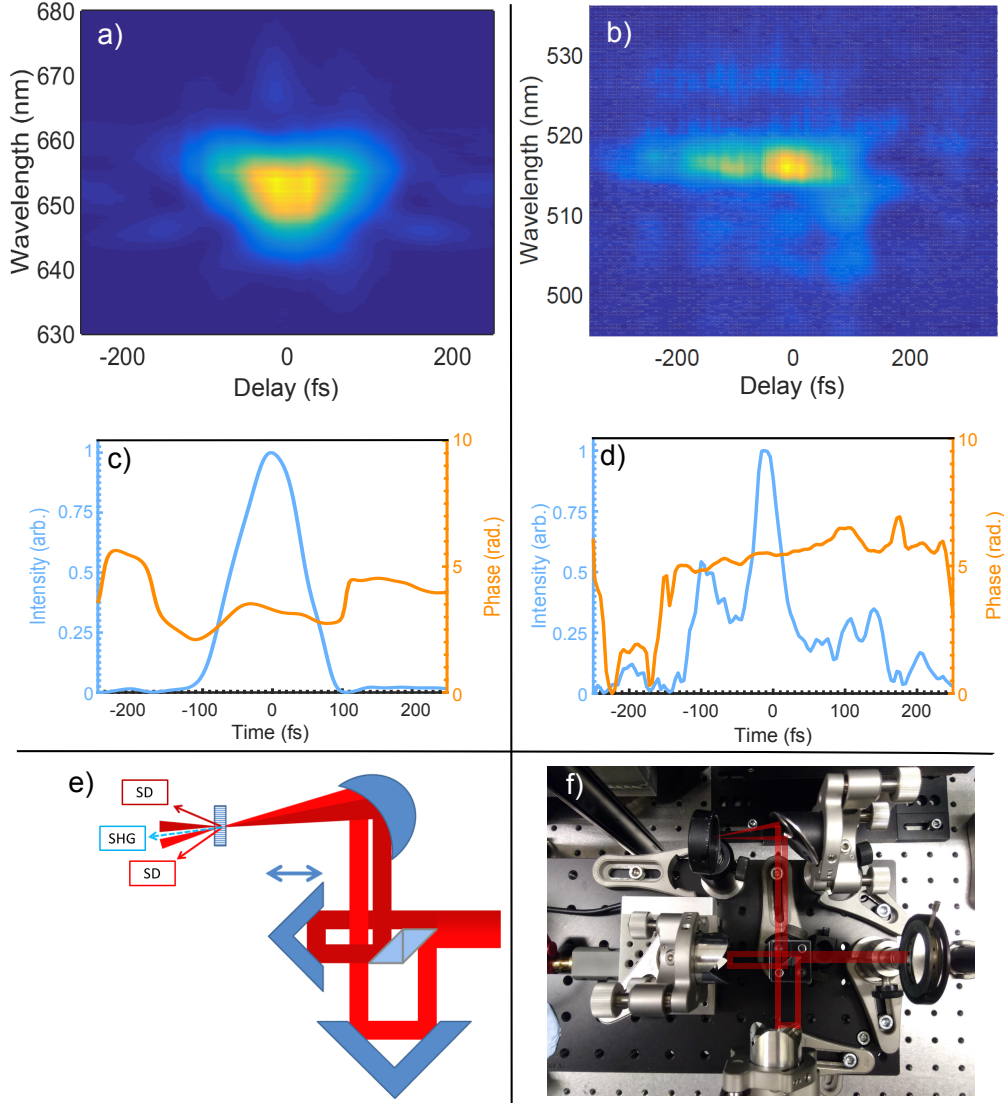 a)
680
670
660
650
640
630
Wavelength (nm)
-200 0 200
Delay (fs)
b)
530
520
510
500
Wavelength (nm)
-200 0 200
Delay (fs)
c)
1
0.75
0.5
0.25
0
Intensity (arb.)
10
5
0
Phase (rad.)
-200 -100 0 100 200
Time (fs)
d)
1
0.75
0.5
0.25
0
Intensity (arb.)
10
5
0
Phase (rad.)
-200 -100 0 100 200
Time (fs)
e)
SD
SHG
SD
f)